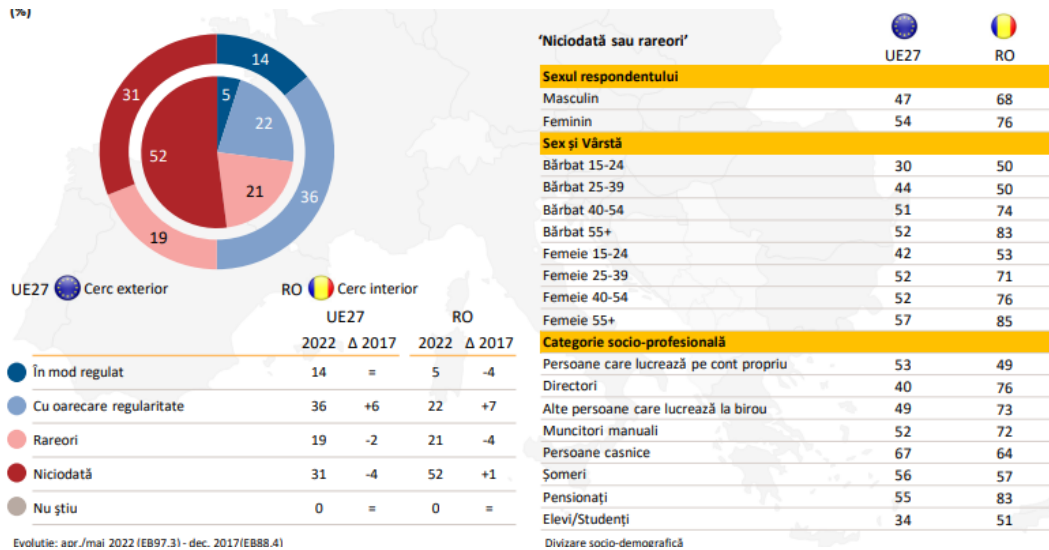 (%)
14
31
5
22
52
21
36
19
UE27 Cerc exterior RO Cerc interior
UE27 RO
2022 Δ 2017 2022 Δ 2017
În mod regulat 14 = 5 -4
Cu oarecare regularitate 36 +6 22 +7
Rareori 19 -2 21 -4
Niciodată 31 -4 52 +1
Nu știu 0 = 0 =
Evoluție: apr./mai 2022 (EB97.3) - dec. 2017(EB88.4)
'Niciodată sau rareori' UE27 RO
Sexul respondentului
Masculin 47 68
Feminin 54 76
Sex și Vârstă
Bărbat 15-24 30 50
Bărbat 25-39 44 50
Bărbat 40-54 51 74
Bărbat 55+ 52 83
Femeie 15-24 42 53
Femeie 25-39 52 71
Femeie 40-54 52 76
Femeie 55+ 57 85
Categorie socio-profesională
Persoane care lucrează pe cont propriu 53 49
Directori 40 76
Alte persoane care lucrează la birou 49 73
Muncitori manuali 52 72
Persoane casnice 67 64
Șomeri 56 57
Pensionați 55 83
Elevi/Studenți 34 51
Divizare socio-demografică